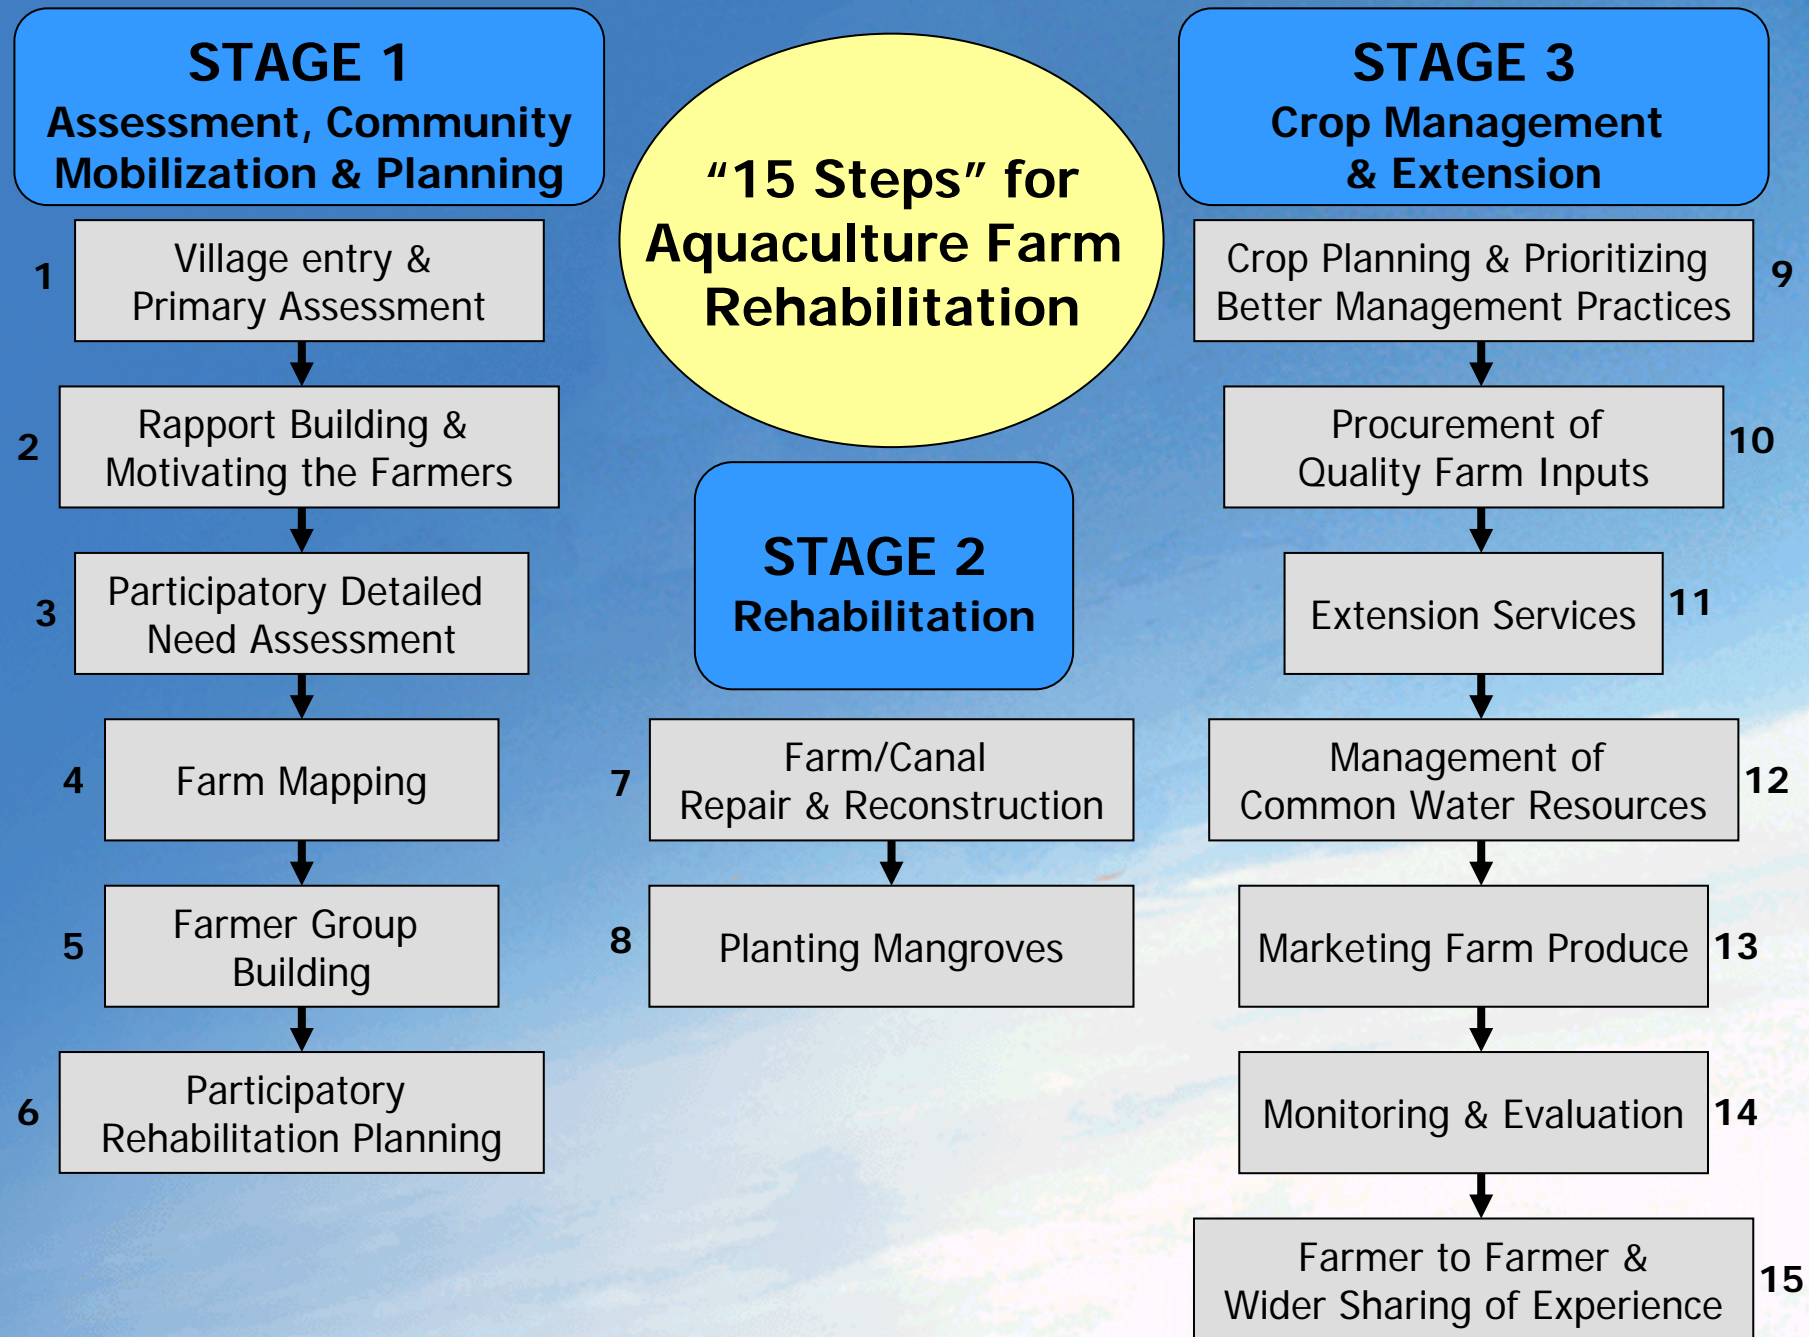 STAGE 1
Assessment, Community
Mobilization & Planning
1
Village entry &
Primary Assessment
2
Rapport Building &
Motivating the Farmers
3
Participatory Detailed
Need Assessment
4
Farm Mapping
5
Farmer Group
Building
6
Participatory
Rehabilitation Planning
“15 Steps” for
Aquaculture Farm
Rehabilitation
STAGE 2
Rehabilitation
7
Farm/Canal
Repair & Reconstruction
8
Planting Mangroves
STAGE 3
Crop Management
& Extension
Crop Planning & Prioritizing
Better Management Practices
9
Procurement of
Quality Farm Inputs
10
Extension Services
11
Management of
Common Water Resources
12
Marketing Farm Produce
13
Monitoring & Evaluation
14
Farmer to Farmer &
Wider Sharing of Experience
15